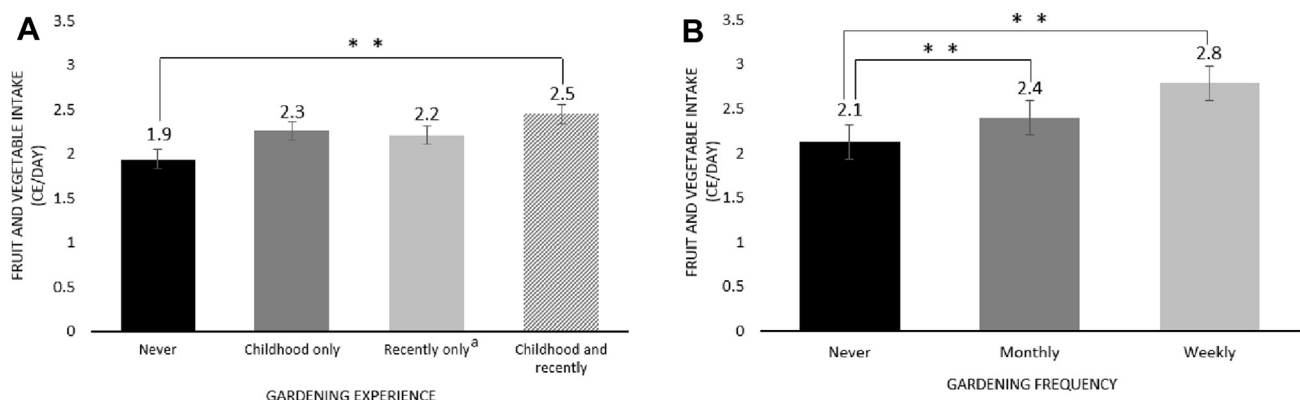 A
FRUIT AND VEGETABLE INTAKE
(CE/DAY)
3.5
3
2.5
2
1.5
1
0.5
0
* *
1.9
2.3
2.2
2.5
Never
Childhood only
Recently only a
Childhood and
recently
GARDENING EXPERIENCE
B
FRUIT AND VEGETABLE INTAKE
(CE/DAY)
3.5
3
2.5
2
1.5
1
0.5
0
* *
* *
2.1
2.4
2.8
Never
Monthly
Weekly
GARDENING FREQUENCY